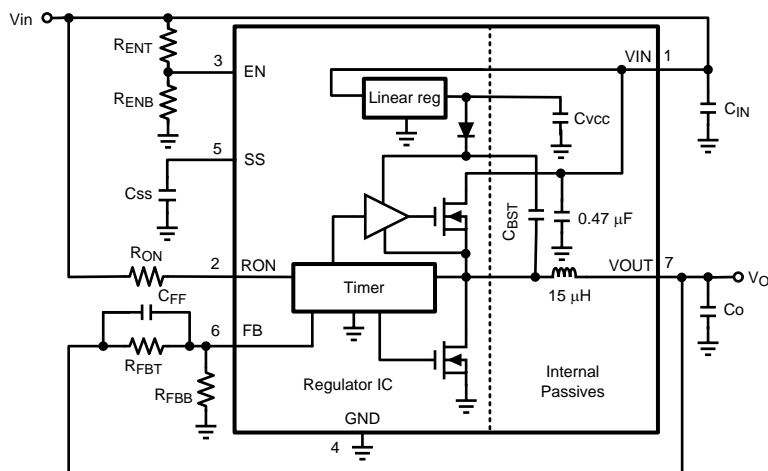 Vin
RENT
3
EN
VIN
1
Linear reg
Cvcc
CIN
RENB
5
SS
Css
CBST
0.47 μF
RON
2
RON
VOUT
7
VO
Timer
15 μH
CFF
Co
6
FB
RFBT
RFBB
Regulator IC
Internal
Passives
GND
4